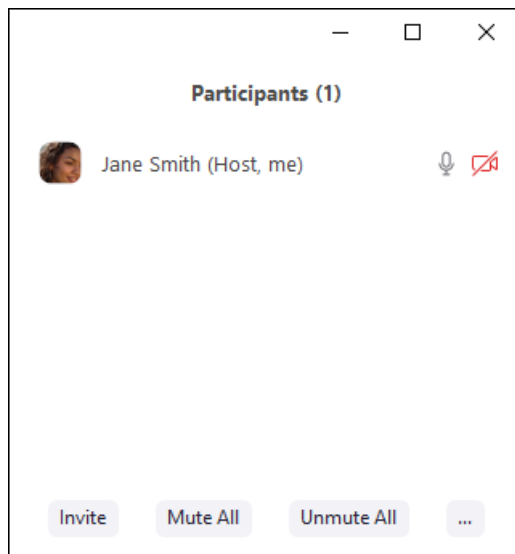 Participants (1)
Jane Smith (Host, me)
Invite Mute All Unmute All ...